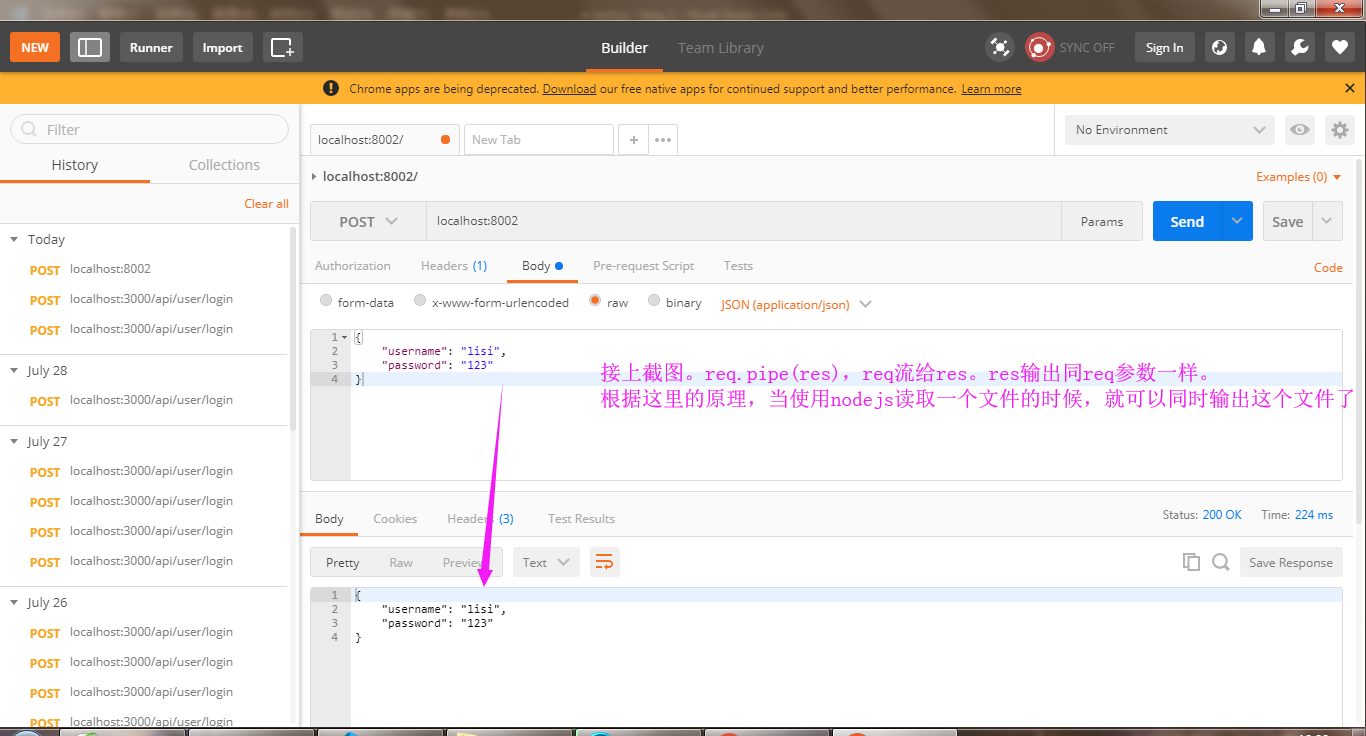 NEW Runner Import Builder Team Library SYNC OFF Sign In
Chrome apps are being deprecated. Download our free native apps for continued support and better performance. Learn more
Filter
History Collections
Clear all
Today
POST localhost:8002
POST localhost:3000/api/user/login
POST localhost:3000/api/user/login
July 28
POST localhost:3000/api/user/login
July 27
POST localhost:3000/api/user/login
POST localhost:3000/api/user/login
POST localhost:3000/api/user/login
POST localhost:3000/api/user/login
July 26
POST localhost:3000/api/user/login
POST localhost:3000/api/user/login
POST localhost:3000/api/user/login
POST localhost:3000/api/user/login
localhost:8002/ New Tab + ••• No Environment
localhost:8002/ Examples (0)
POST localhost:8002 Params Send Save
Authorization Headers (1) Body Pre-request Script Tests Code
form-data x-www-form-urlencoded raw binary JSON (application/json)
1 {
2 "username": "lisi",
3 "password": "123"
4 }
接上截图。req.pipe(res)，req流给res。res输出同req参数一样。
根据这里的原理，当使用nodejs读取一个文件的时候，就可以同时输出这个文件了
Body Cookies Headers (3) Test Results Status: 200 OK Time: 224 ms
Pretty Raw Preview Text Save Response
1 {
2 "username": "lisi",
3 "password": "123"
4 }